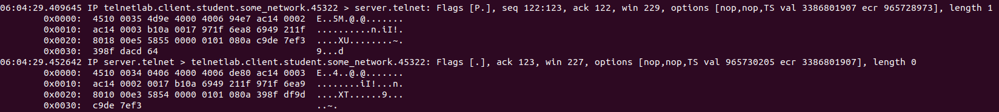 06:04:29.409645 IP telnetlab.client.student.some_network.45322 > server.telnet: Flags [P.], seq 122:123, ack 122, win 229, options [nop,nop,TS val 3386801907 ecr 965728973], length 1
0x0000:  4510 0035 4d9e 4000 4006 94e7 ac14 0002  E..5M.@.@.......
0x0010:  ac14 0003 b10a 0017 971f 6ea8 6949 211f  ..........n.iI!.
0x0020:  8018 00e5 5855 0000 0101 080a c9de 7ef3  ....XU........~.
0x0030:  398f dacd 64                             9...d
06:04:29.452642 IP server.telnet > telnetlab.client.student.some_network.45322: Flags [.], ack 123, win 227, options [nop,nop,TS val 965730205 ecr 3386801907], length 0
0x0000:  4510 0034 0406 4000 4006 de80 ac14 0003  E..4..@.@.......
0x0010:  ac14 0002 0017 b10a 6949 211f 971f 6ea9  ........iI!...n.
0x0020:  8010 00e3 5854 0000 0101 080a 398f df9d  ....XT......9...
0x0030:  c9de 7ef3                                ..~.